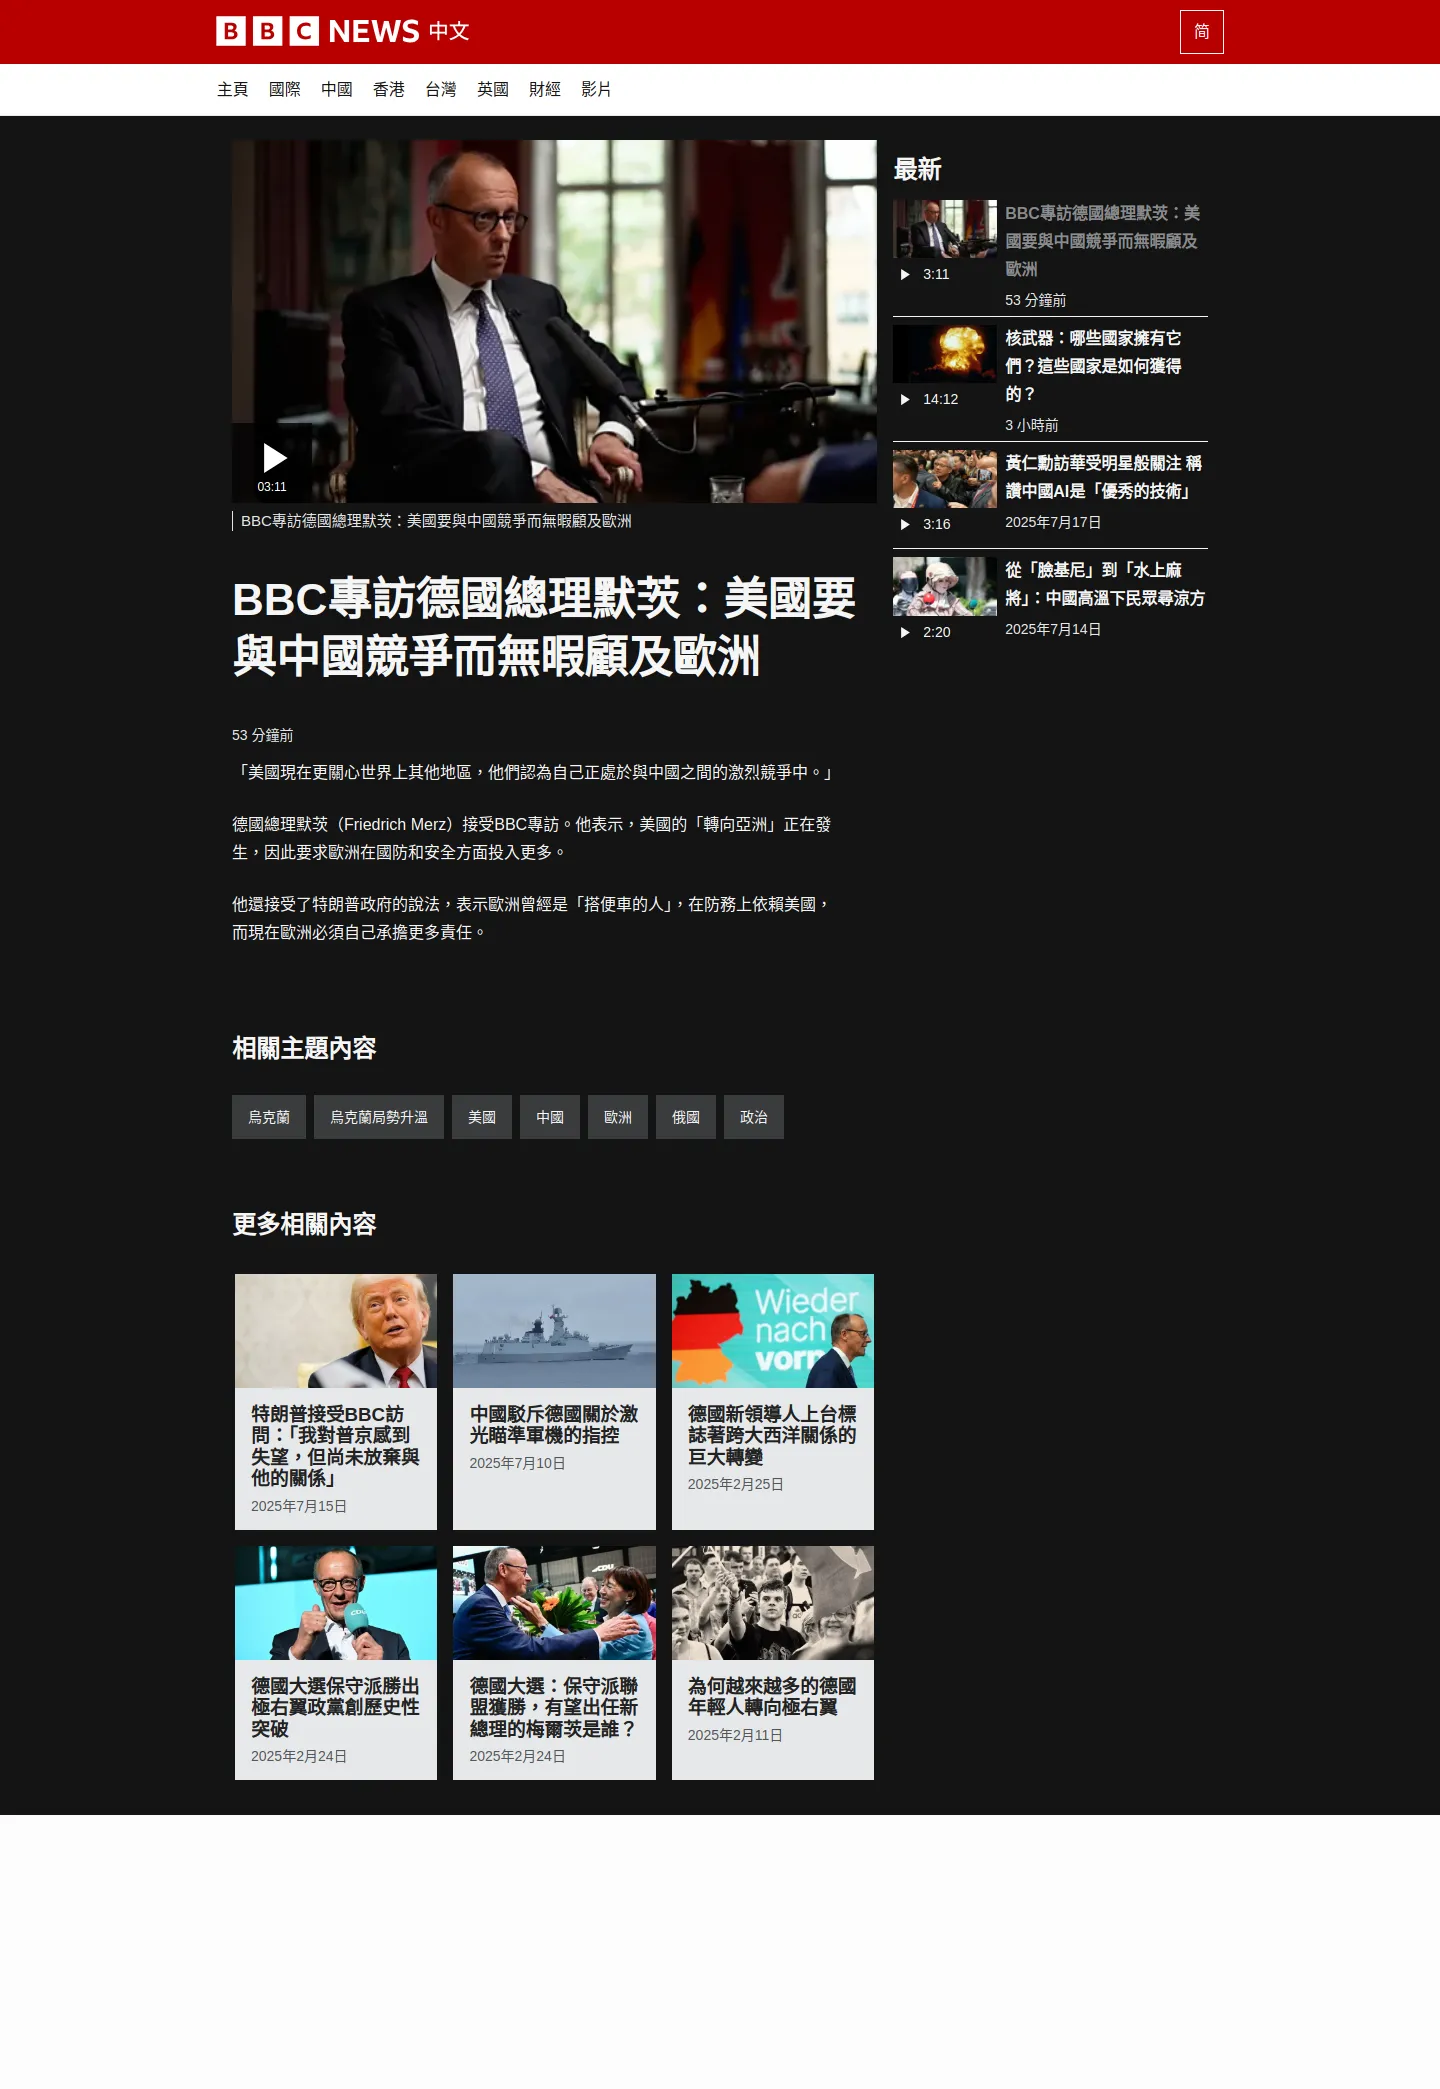 BBC NEWS 中文
简
主頁 國際 中國 香港 台灣 英國 財經 影片
03:11
BBC專訪德國總理默茨：美國要與中國競爭而無暇顧及歐洲
BBC專訪德國總理默茨：美國要
與中國競爭而無暇顧及歐洲
53 分鐘前
「美國現在更關心世界上其他地區，他們認為自己正處於與中國之間的激烈競爭中。」
德國總理默茨（Friedrich Merz）接受BBC專訪。他表示，美國的「轉向亞洲」正在發
生，因此要求歐洲在國防和安全方面投入更多。
他還接受了特朗普政府的說法，表示歐洲曾經是「搭便車的人」，在防務上依賴美國，
而現在歐洲必須自己承擔更多責任。
最新
BBC專訪德國總理默茨：美
國要與中國競爭而無暇顧及
歐洲
3:11
53 分鐘前
核武器：哪些國家擁有它
們？這些國家是如何獲得
的？
14:12
3 小時前
黃仁勳訪華受明星般關注 稱
讚中國AI是「優秀的技術」
3:16
2025年7月17日
從「臉基尼」到「水上麻
將」：中國高溫下民眾尋涼方
2:20
2025年7月14日
相關主題內容
烏克蘭 烏克蘭局勢升溫 美國 中國 歐洲 俄國 政治
更多相關內容
特朗普接受BBC訪
問：「我對普京感到
失望，但尚未放棄與
他的關係」
2025年7月15日
中國駁斥德國關於激
光瞄準軍機的指控
2025年7月10日
Wieder
nach
vorn
德國新領導人上台標
誌著跨大西洋關係的
巨大轉變
2025年2月25日
CDU
德國大選保守派勝出
極右翼政黨創歷史性
突破
2025年2月24日
CDU
德國大選：保守派聯
盟獲勝，有望出任新
總理的梅爾茨是誰？
2025年2月24日
為何越來越多的德國
年輕人轉向極右翼
2025年2月11日